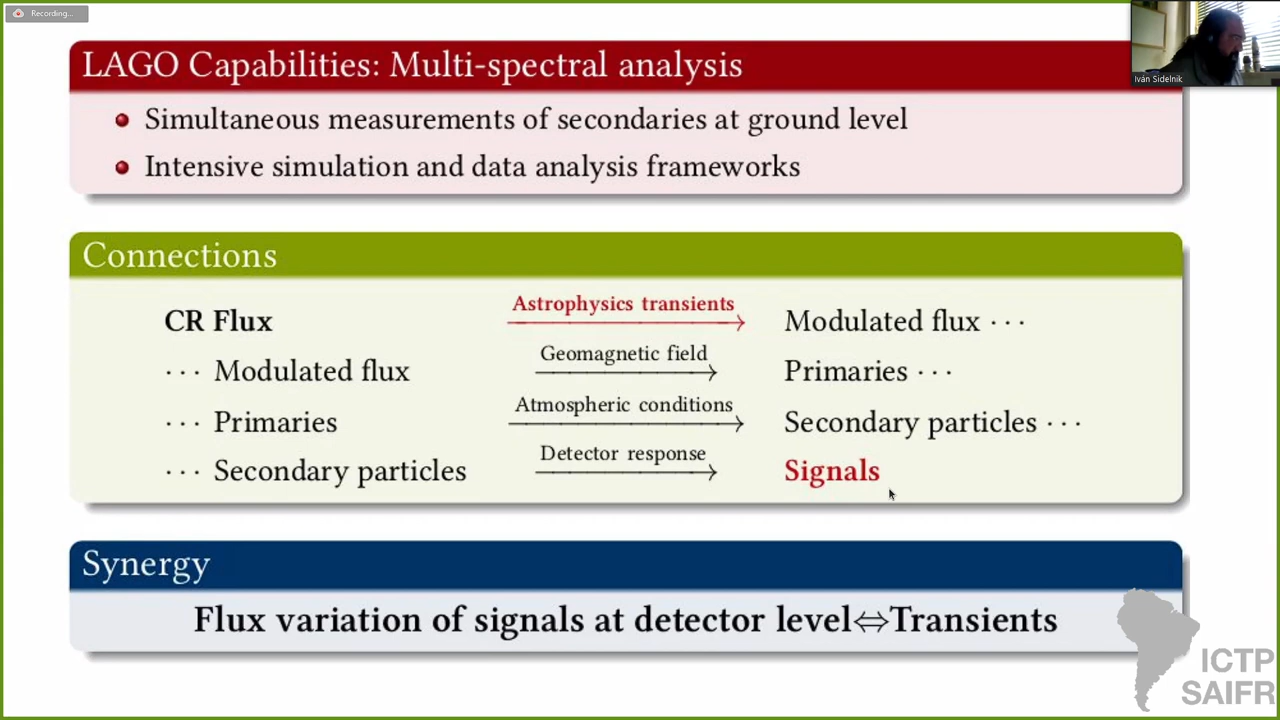 Recording...
Iván Sidelnik
LAGO Capabilities: Multi-spectral analysis
Simultaneous measurements of secondaries at ground level
Intensive simulation and data analysis frameworks
Connections
CR Flux Astrophysics transients Modulated flux ···
··· Modulated flux Geomagnetic field Primaries ···
··· Primaries Atmospheric conditions Secondary particles ···
··· Secondary particles Detector response Signals
Synergy
Flux variation of signals at detector level⇔Transients
ICTP
SAIFR